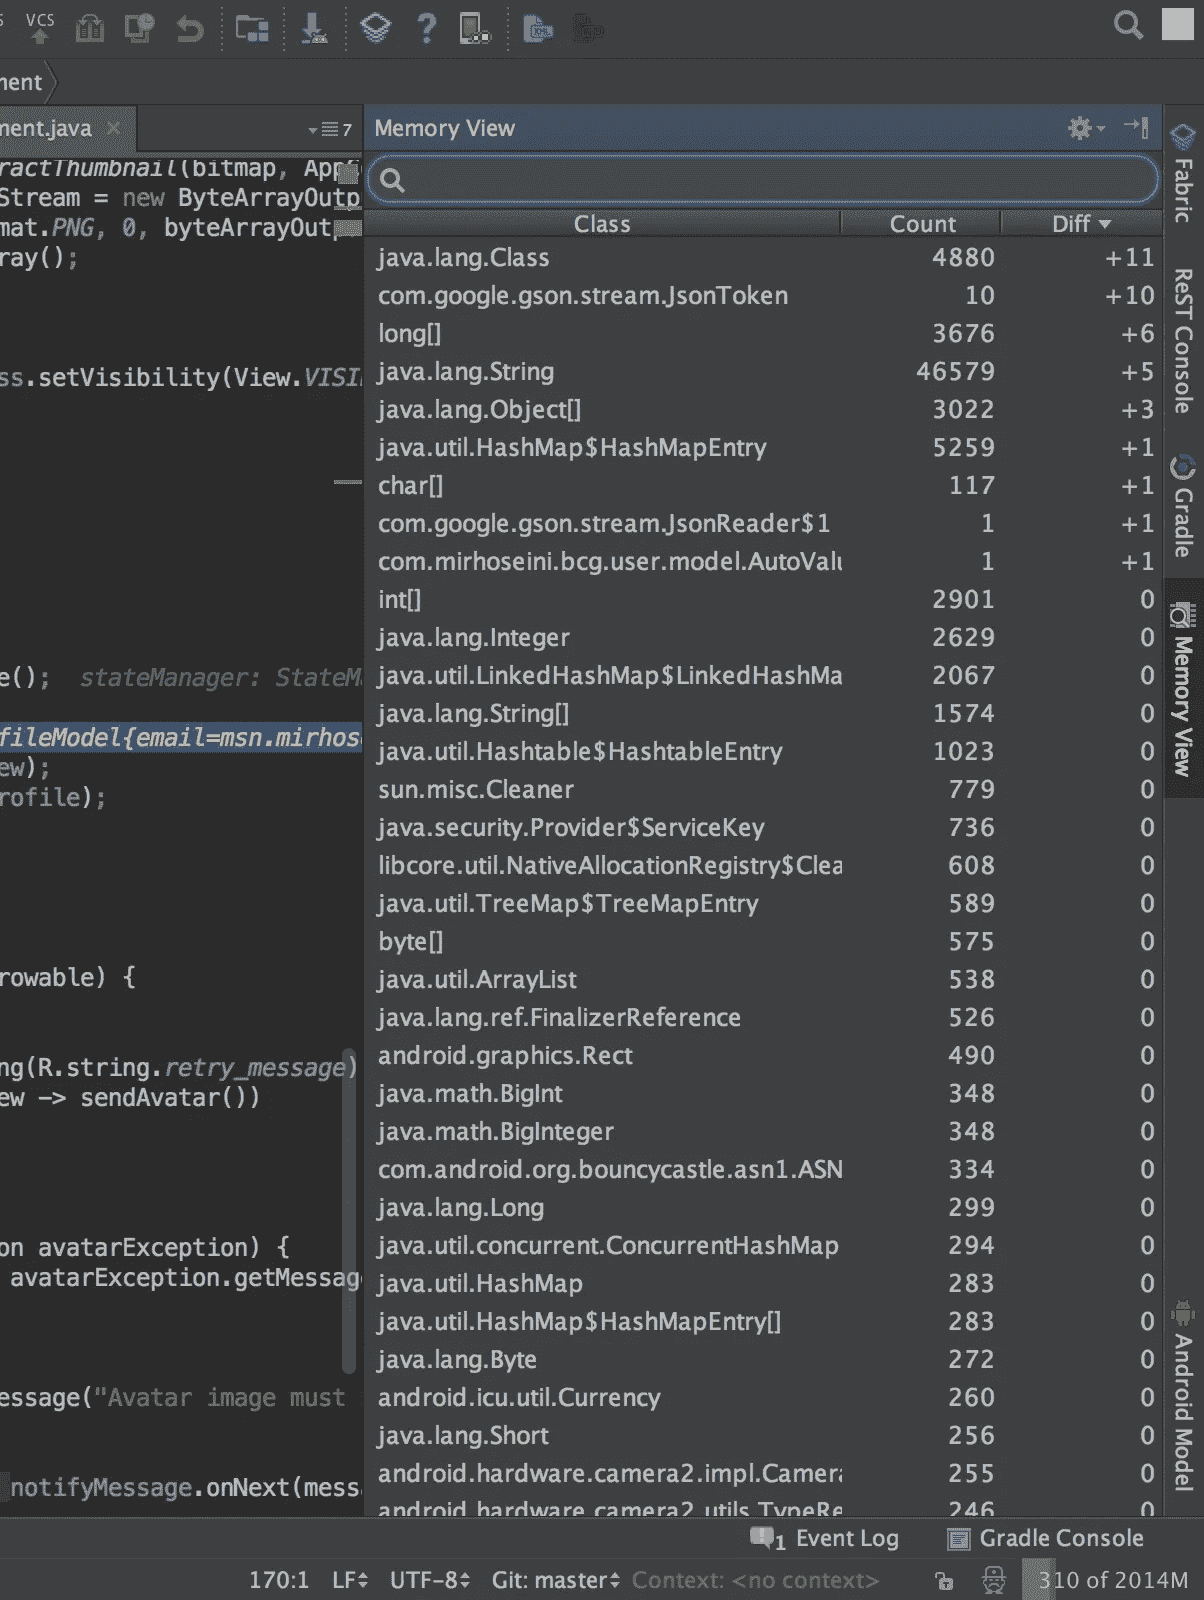 VCS
nent
nent.java
7
Memory View
ractThumbnail(bitmap, App
Stream = new ByteArrayOutp
mat.PNG, 0, byteArrayOutp
ray();
ss.setVisibility(View.VISI
e(); stateManager: StateMa
fileModel{email=msn.mirhose
ew);
rofile);
rowable) {
ng(R.string.retry_message)
ew -> sendAvatar())
on avatarException) {
avatarException.getMessag
essage("Avatar image must
notifyMessage.onNext(mess
Class Count Diff
java.lang.Class 4880 +11
com.google.gson.stream.JsonToken 10 +10
long[] 3676 +6
java.lang.String 46579 +5
java.lang.Object[] 3022 +3
java.util.HashMap$HashMapEntry 5259 +1
char[] 117 +1
com.google.gson.stream.JsonReader$1 1 +1
com.mirhoseini.bcg.user.model.AutoValu 1 +1
int[] 2901 0
java.lang.Integer 2629 0
java.util.LinkedHashMap$LinkedHashMa 2067 0
java.lang.String[] 1574 0
java.util.Hashtable$HashtableEntry 1023 0
sun.misc.Cleaner 779 0
java.security.Provider$ServiceKey 736 0
libcore.util.NativeAllocationRegistry$Clea 608 0
java.util.TreeMap$TreeMapEntry 589 0
byte[] 575 0
java.util.ArrayList 538 0
java.lang.ref.FinalizerReference 526 0
android.graphics.Rect 490 0
java.math.BigInt 348 0
java.math.BigInteger 348 0
com.android.org.bouncycastle.asn1.ASN 334 0
java.lang.Long 299 0
java.util.concurrent.ConcurrentHashMap 294 0
java.util.HashMap 283 0
java.util.HashMap$HashMapEntry[] 283 0
java.lang.Byte 272 0
android.icu.util.Currency 260 0
java.lang.Short 256 0
android.hardware.camera2.impl.Camera 255 0
android.hardware.camera2.utils.TypeRe 246 0
Fabric
ReST Console
Gradle
Memory View
Android Model
1 Event Log Gradle Console
170:1 LF UTF-8 Git: master Context: <no context> 310 of 2014M